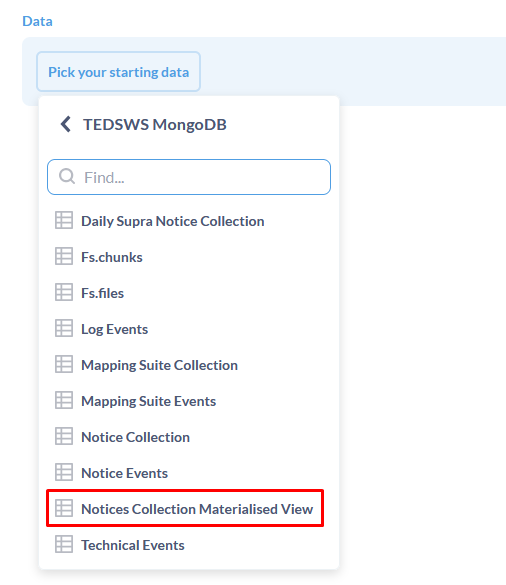 Data
Pick your starting data
TEDSWS MongoDB
Find...
Daily Supra Notice Collection
Fs.chunks
Fs.files
Log Events
Mapping Suite Collection
Mapping Suite Events
Notice Collection
Notice Events
Notices Collection Materialised View
Technical Events